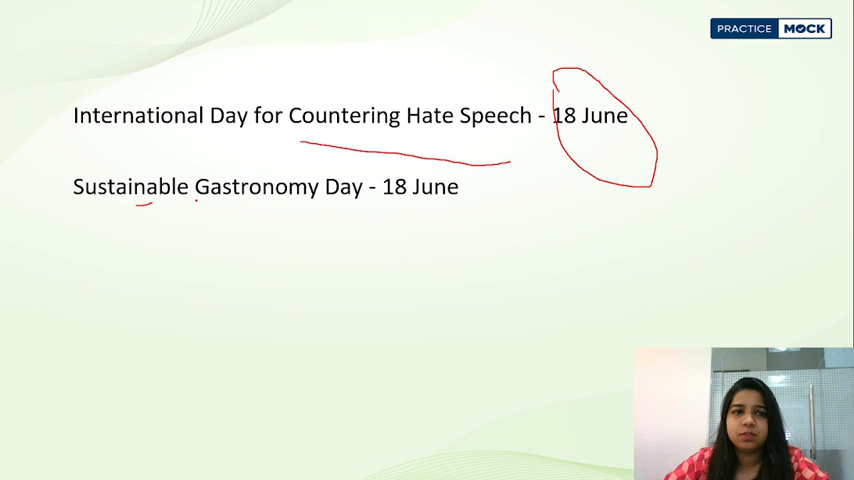 PRACTICE MOCK
International Day for Countering Hate Speech - 18 June
Sustainable Gastronomy Day - 18 June